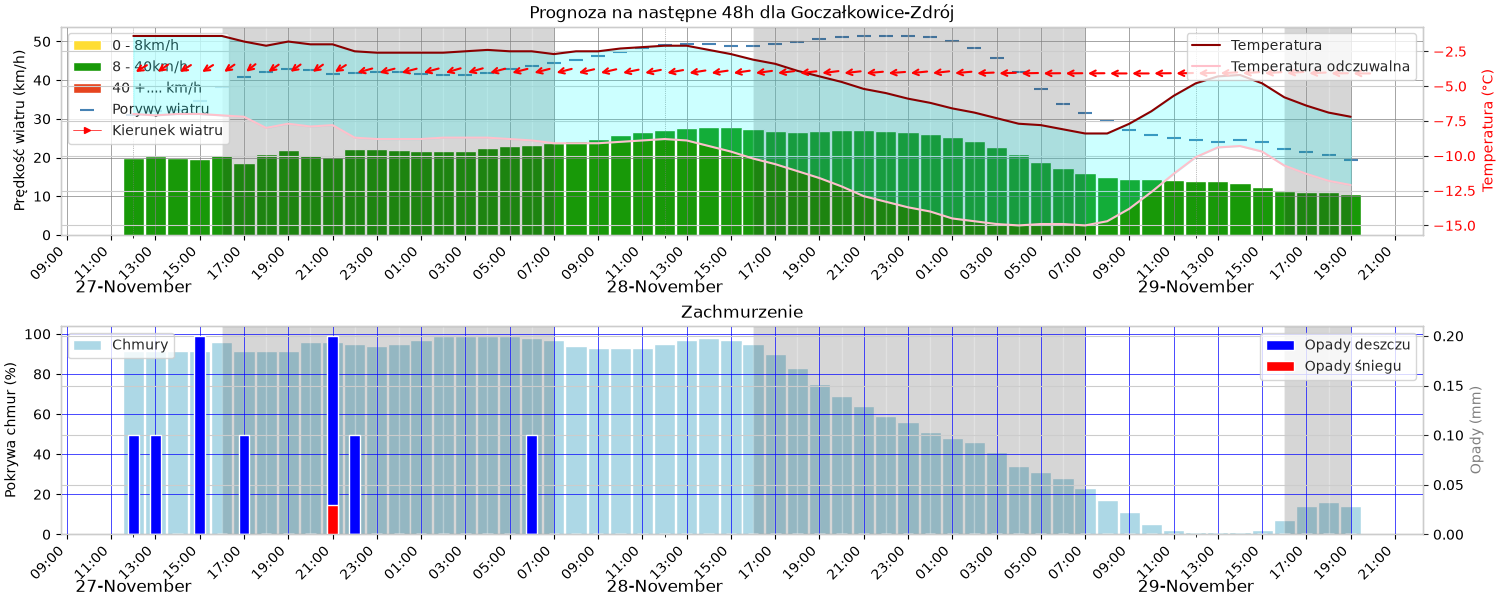 Prognoza na następne 48h dla Goczałkowice-Zdrój
Prędkość wiatru (km/h)
50
40
30
20
10
0
0 - 8km/h
8 - 40km/h
40 +.... km/h
Porywy wiatru
Kierunek wiatru
Temperatura
Temperatura odczuwalna
−2.5
−5.0
−7.5
−10.0
−12.5
−15.0
Temperatura (°C)
09:00 11:00 13:00 15:00 17:00 19:00 21:00 23:00 01:00 03:00 05:00 07:00 09:00 11:00 13:00 15:00 17:00 19:00 21:00 23:00 01:00 03:00 05:00 07:00 09:00 11:00 13:00 15:00 17:00 19:00 21:00
27-November 28-November 29-November
Zachmurzenie
Pokrywa chmur (%)
100
80
60
40
20
0
Chmury
Opady deszczu
Opady śniegu
0.20
0.15
0.10
0.05
0.00
Opady (mm)
09:00 11:00 13:00 15:00 17:00 19:00 21:00 23:00 01:00 03:00 05:00 07:00 09:00 11:00 13:00 15:00 17:00 19:00 21:00 23:00 01:00 03:00 05:00 07:00 09:00 11:00 13:00 15:00 17:00 19:00 21:00
27-November 28-November 29-November